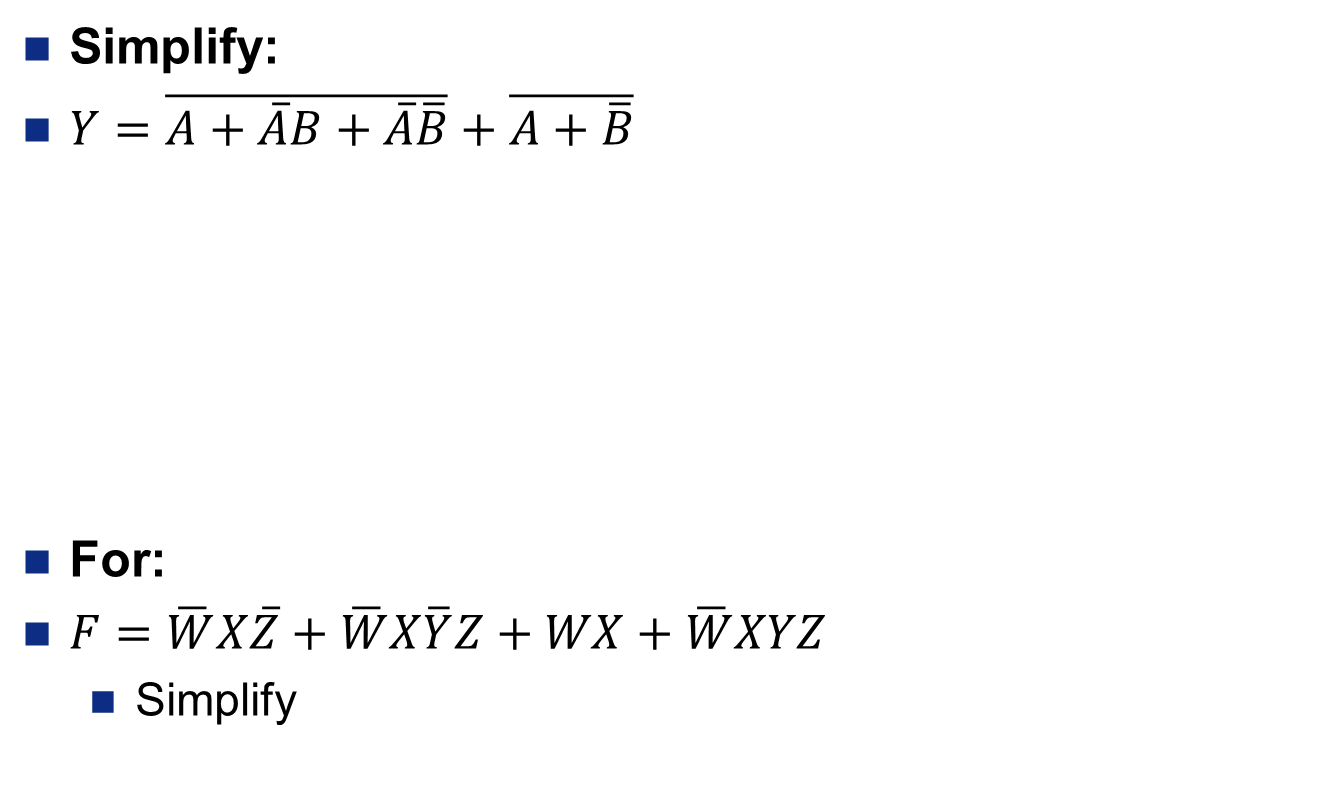 ■ Simplify:
■ Y = \overline{A + \bar{A}B + \bar{A}\bar{B}} + \overline{A + \bar{B}}
■ For:
■ F = \bar{W}X\bar{Z} + \bar{W}X\bar{Y}Z + WX + \bar{W}XYZ
■ Simplify